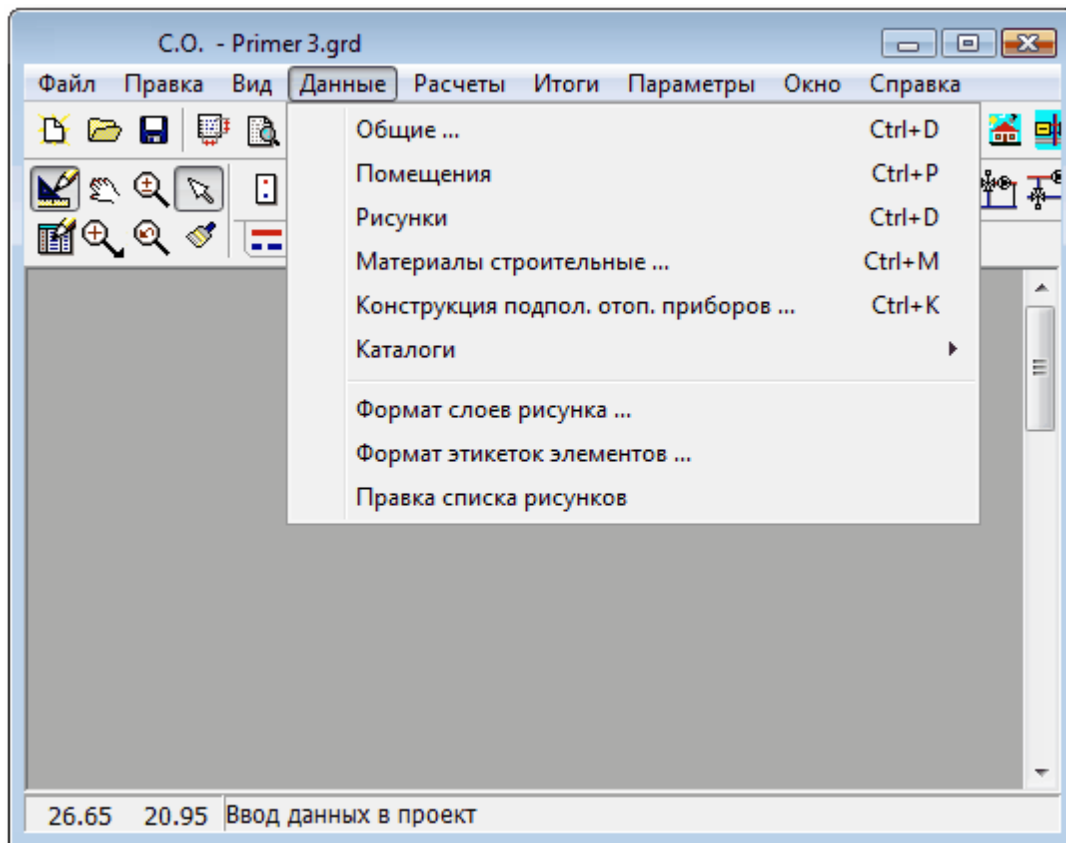 C.O. - Primer 3.grd
Файл Правка Вид Данные Расчеты Итоги Параметры Окно Справка
Общие ... Ctrl+D
Помещения Ctrl+P
Рисунки Ctrl+D
Материалы строительные ... Ctrl+M
Конструкция подпол. отоп. приборов ... Ctrl+K
Каталоги
Формат слоев рисунка ...
Формат этикеток элементов ...
Правка списка рисунков
26.65 20.95 Ввод данных в проект